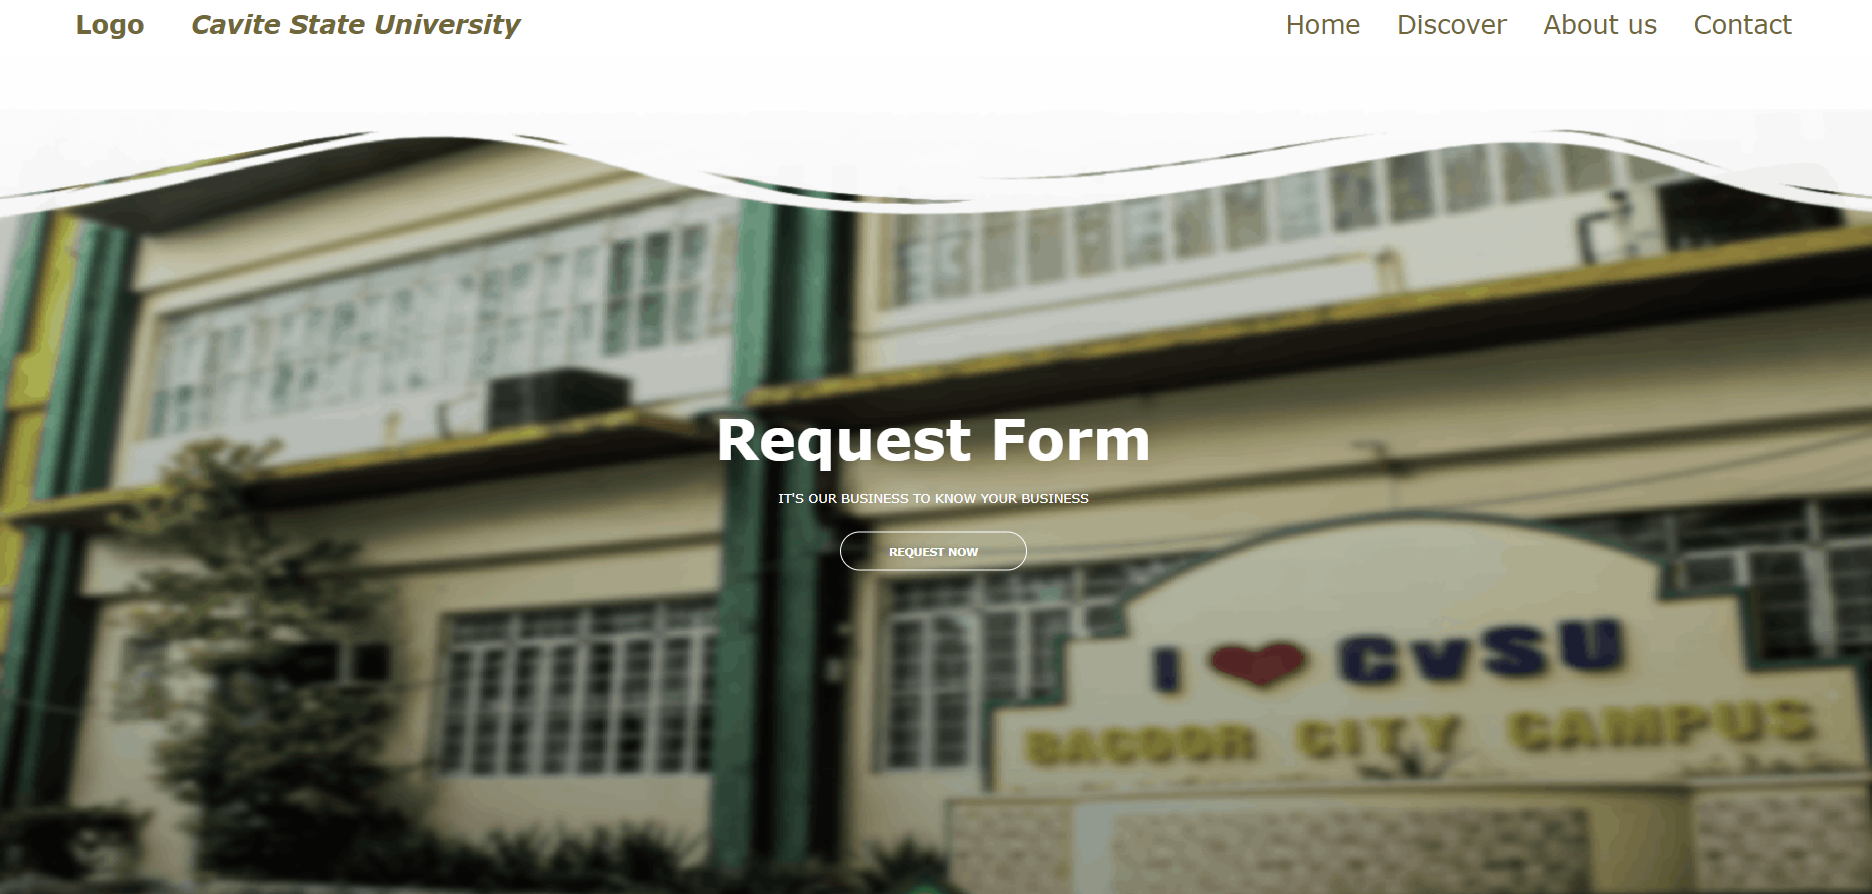 Logo Cavite State University Home Discover About us Contact
Request Form
IT'S OUR BUSINESS TO KNOW YOUR BUSINESS
REQUEST NOW
I ❤ CvSU
BACOOR CITY CAMPUS